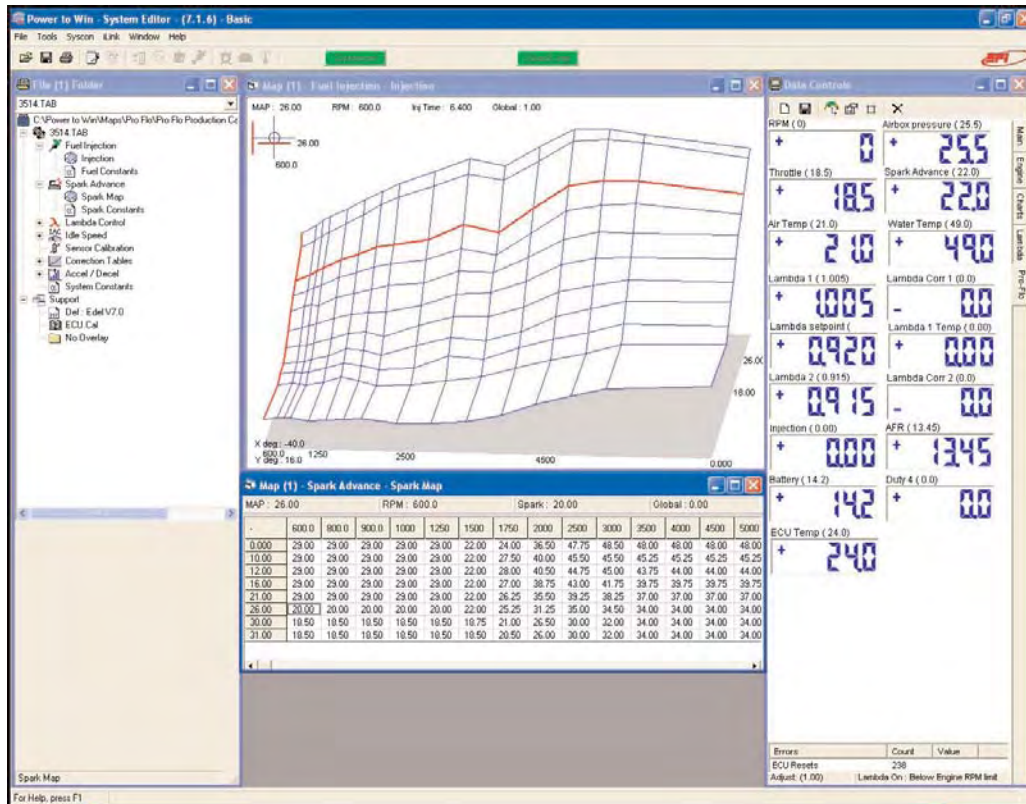 Power to Win - System Editor - (7.1.6) - Basic
File Tools Syscon Link Window Help
EFI
File (1) Folder
3514.TAB
C:\Power to Win\Maps\Pro Flo\Pro Flo Production Ca
3514.TAB
Fuel Injection
Injection
Fuel Constants
Spark Advance
Spark Map
Spark Constants
Lambda Control
Idle Speed
Sensor Calibration
Correction Tables
Accel / Decel
System Constants
Support
Def : Edel V7.0
ECU.Cal
No Overlay
Spark Map
Map (1) - Fuel Injection - Injection
MAP : 26.00 RPM : 600.0 Inj Time : 6.400 Global : 1.00
26.00
600.0
26.00
18.00
X deg : -40.0
600.0 1250 2500 4500 0.000
Y deg : 16.0
Map (1) - Spark Advance - Spark Map
MAP : 26.00 RPM : 600.0 Spark : 20.00 Global : 0.00
- 600.0 800.0 900.0 1000 1250 1500 1750 2000 2500 3000 3500 4000 4500 5000
0.000 29.00 29.00 29.00 29.00 29.00 22.00 24.00 36.50 47.75 48.50 48.00 48.00 48.00 48.00
10.00 29.00 29.00 29.00 29.00 29.00 22.00 27.50 40.00 45.50 45.50 45.25 45.25 45.25 45.25
12.00 29.00 29.00 29.00 29.00 29.00 22.00 28.00 40.50 44.75 45.00 43.75 44.00 44.00 44.00
16.00 29.00 29.00 29.00 29.00 29.00 22.00 27.00 38.75 43.00 41.75 39.75 39.75 39.75 39.75
21.00 29.00 29.00 29.00 29.00 29.00 22.00 26.25 35.50 39.25 38.25 37.00 37.00 37.00 37.00
26.00 20.00 20.00 20.00 20.00 20.00 22.00 25.25 31.25 35.00 34.50 34.00 34.00 34.00 34.00
30.00 18.50 18.50 18.50 18.50 18.50 18.75 21.00 26.50 30.00 32.00 34.00 34.00 34.00 34.00
31.00 18.50 18.50 18.50 18.50 18.50 18.50 20.50 26.00 30.00 32.00 34.00 34.00 34.00 34.00
Data Controls
RPM ( 0) Airbox pressure ( 25.5)
+ 0 + 25.5
Throttle ( 18.5) Spark Advance ( 22.0)
+ 18.5 + 22.0
Air Temp ( 21.0) Water Temp ( 49.0)
+ 21.0 + 49.0
Lambda 1 ( 1.005) Lambda Corr 1 (0.0)
+ 1.005 - 0.0
Lambda setpoint ( Lambda 1 Temp ( 0.00)
+ 0.920 + 0.00
Lambda 2 ( 0.915) Lambda Corr 2 (0.0)
+ 0.915 - 0.0
Injection ( 0.00) AFR ( 13.45)
+ 0.00 + 13.45
Battery ( 14.2) Duty 4 ( 0.0)
+ 14.2 + 0.0
ECU Temp ( 24.0)
+ 24.0
Main
Engine
Charts
Lambda
Pro-Flo
Errors Count Value
ECU Resets 238
Adjust: (1.00) Lambda On : Below Engine RPM limit
For Help, press F1